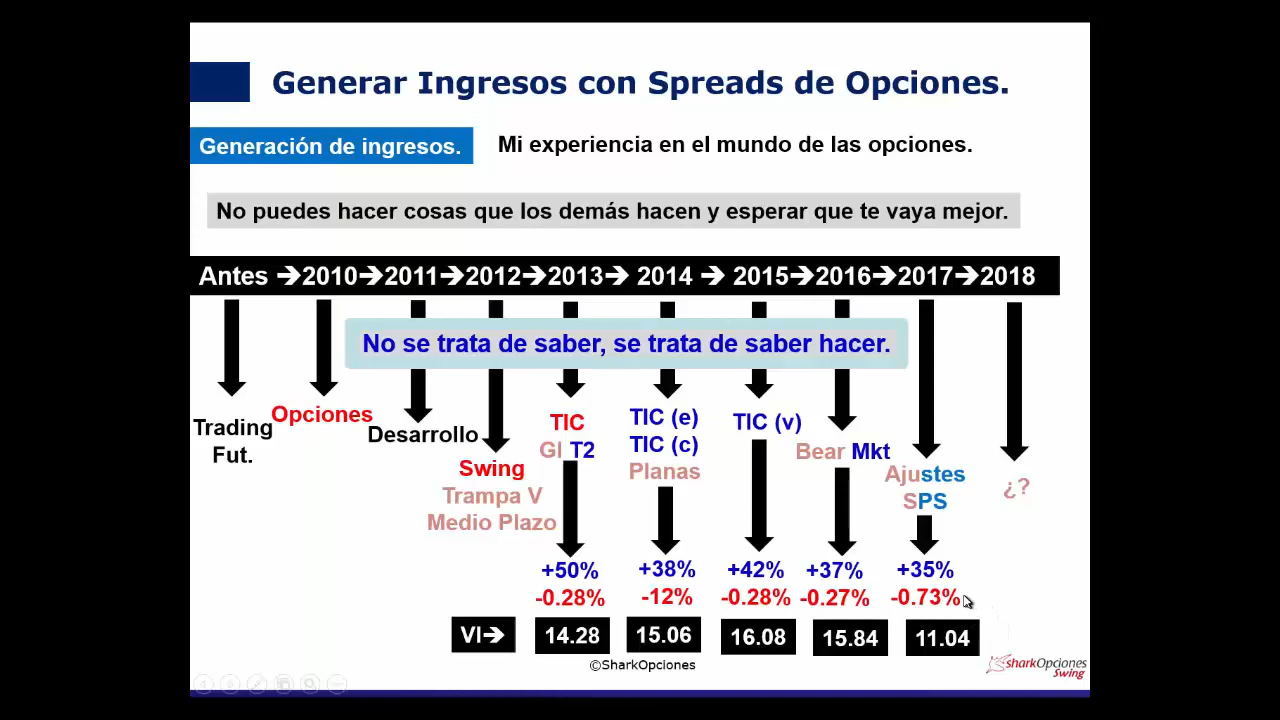 Generar Ingresos con Spreads de Opciones.
Generación de ingresos.
Mi experiencia en el mundo de las opciones.
No puedes hacer cosas que los demás hacen y esperar que te vaya mejor.
Antes ➔2010➔2011➔2012➔2013➔ 2014 ➔ 2015➔2016➔2017➔2018
No se trata de saber, se trata de saber hacer.
Trading
Fut.
Opciones
Desarrollo
Swing
Trampa V
Medio Plazo
TIC
GI T2
TIC (e)
TIC (c)
Planas
TIC (v)
Bear Mkt
Ajustes
SPS
¿?
+50% +38% +42% +37% +35%
-0.28% -12% -0.28% -0.27% -0.73%
VI➔ 14.28 15.06 16.08 15.84 11.04
©SharkOpciones
sharkOpciones
Swing